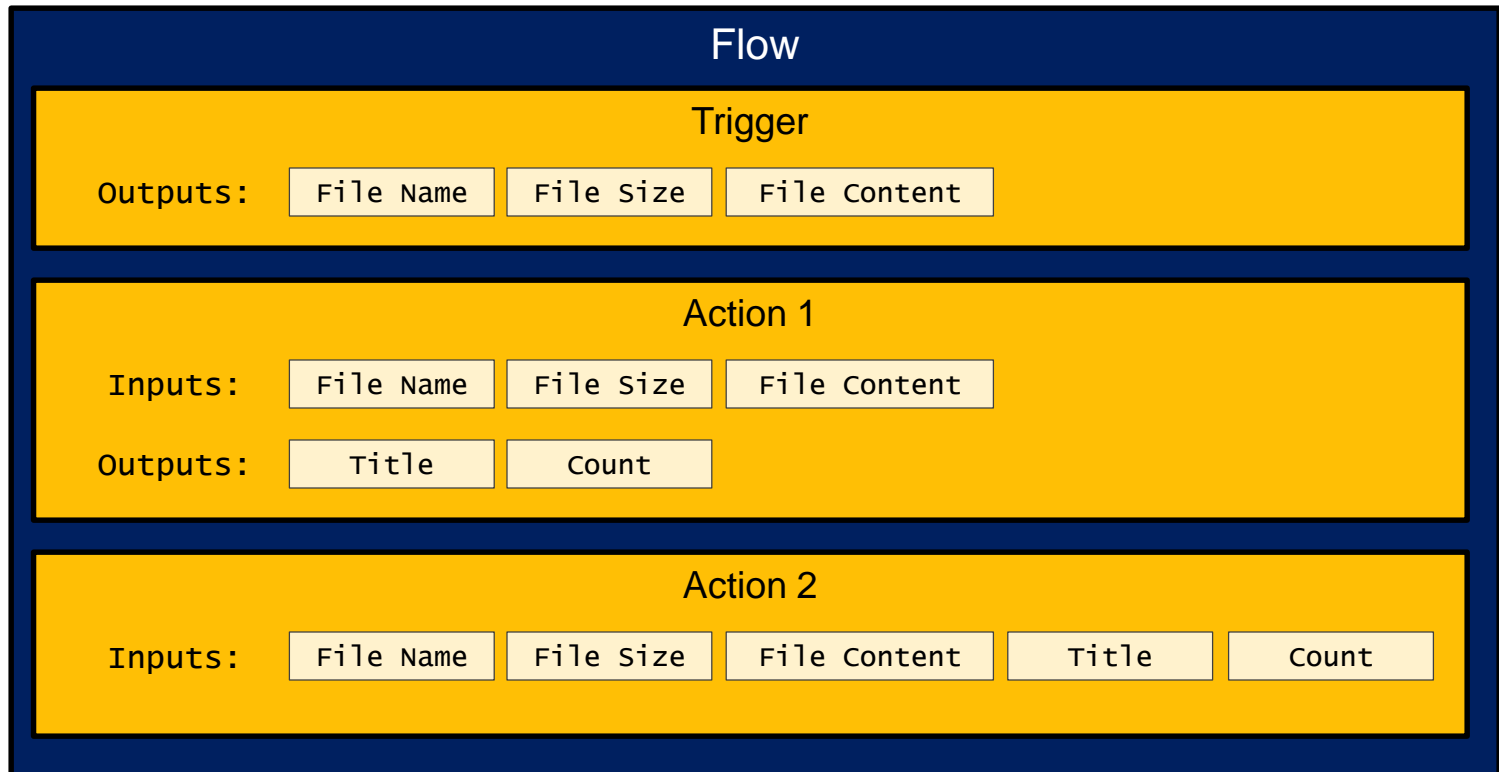 Flow
Trigger
Outputs: File Name File Size File Content
Action 1
Inputs: File Name File Size File Content
Outputs: Title Count
Action 2
Inputs: File Name File Size File Content Title Count